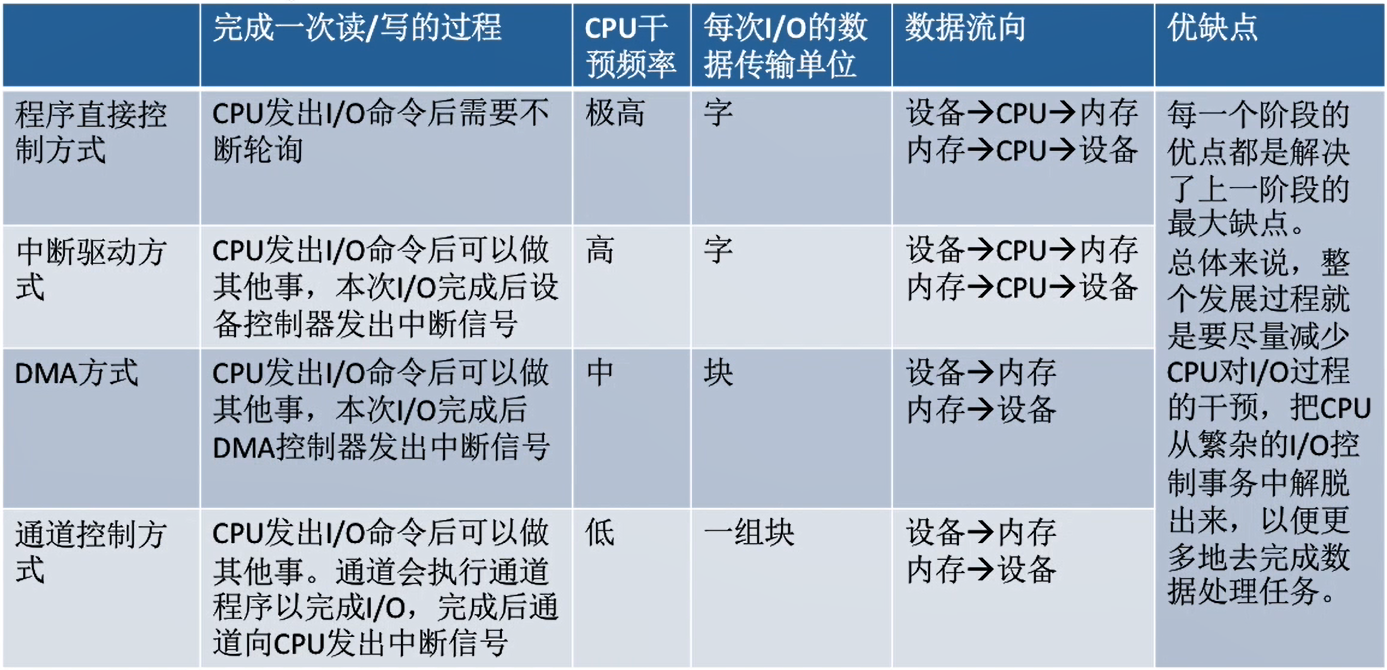 完成一次读/写的过程
CPU干
预频率
每次I/O的数
据传输单位
数据流向
优缺点
程序直接控
制方式
CPU发出I/O命令后需要不
断轮询
极高
字
设备→CPU→内存
内存→CPU→设备
每一个阶段的
优点都是解决
了上一阶段的
最大缺点。
总体来说，整
个发展过程就
是要尽量减少
CPU对I/O过程
的干预，把CPU
从繁杂的I/O控
制事务中解脱
出来，以便更
多地去完成数
据处理任务。
中断驱动方
式
CPU发出I/O命令后可以做
其他事，本次I/O完成后设
备控制器发出中断信号
高
字
设备→CPU→内存
内存→CPU→设备
DMA方式
CPU发出I/O命令后可以做
其他事，本次I/O完成后
DMA控制器发出中断信号
中
块
设备→内存
内存→设备
通道控制方
式
CPU发出I/O命令后可以做
其他事。通道会执行通道
程序以完成I/O，完成后通
道向CPU发出中断信号
低
一组块
设备→内存
内存→设备